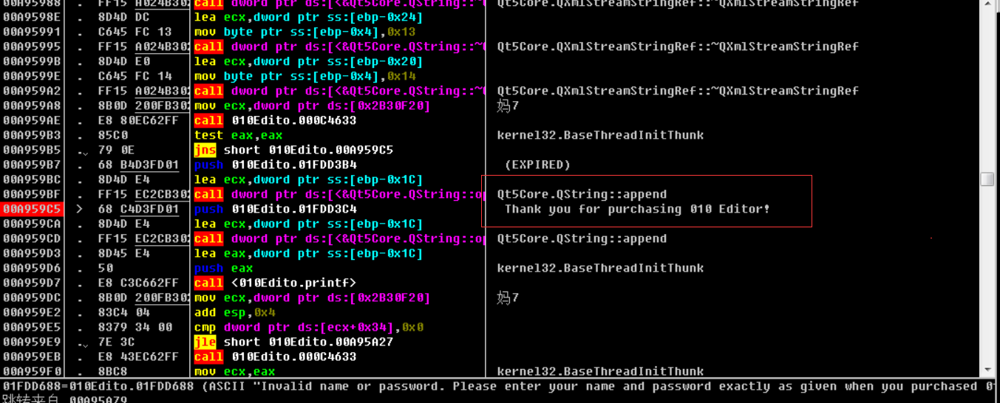 00A95988 . FF15 A024B302 call dword ptr ds:[<&Qt5Core.QString::~( Qt5Core.QXmlStreamStringRef::~QXmlStreamStringRef
00A9598E . 8D4D DC lea ecx,dword ptr ss:[ebp-0x24]
00A95991 . C645 FC 13 mov byte ptr ss:[ebp-0x4],0x13
00A95995 . FF15 A024B302 call dword ptr ds:[<&Qt5Core.QString::~( Qt5Core.QXmlStreamStringRef::~QXmlStreamStringRef
00A9599B . 8D4D E0 lea ecx,dword ptr ss:[ebp-0x20]
00A9599E . C645 FC 14 mov byte ptr ss:[ebp-0x4],0x14
00A959A2 . FF15 A024B302 call dword ptr ds:[<&Qt5Core.QString::~( Qt5Core.QXmlStreamStringRef::~QXmlStreamStringRef
00A959A8 . 8B0D 200FB302 mov ecx,dword ptr ds:[0x2B30F20] 妈7
00A959AE . E8 80EC62FF call 010Edito.000C4633
00A959B3 . 85C0 test eax,eax kernel32.BaseThreadInitThunk
00A959B5 . 79 0E jns short 010Edito.00A959C5
00A959B7 . 68 B4D3FD01 push 010Edito.01FDD3B4 (EXPIRED)
00A959BC . 8D4D E4 lea ecx,dword ptr ss:[ebp-0x1C]
00A959BF . FF15 EC2CB302 call dword ptr ds:[<&Qt5Core.QString::op Qt5Core.QString::append
00A959C5 > 68 C4D3FD01 push 010Edito.01FDD3C4 Thank you for purchasing 010 Editor!
00A959CA . 8D4D E4 lea ecx,dword ptr ss:[ebp-0x1C]
00A959CD . FF15 EC2CB302 call dword ptr ds:[<&Qt5Core.QString::op Qt5Core.QString::append
00A959D3 . 8D45 E4 lea eax,dword ptr ss:[ebp-0x1C]
00A959D6 . 50 push eax kernel32.BaseThreadInitThunk
00A959D7 . E8 C3C662FF call <010Edito.printf>
00A959DC . 8B0D 200FB302 mov ecx,dword ptr ds:[0x2B30F20] 妈7
00A959E2 . 83C4 04 add esp,0x4
00A959E5 . 8379 34 00 cmp dword ptr ds:[ecx+0x34],0x0
00A959E9 . 7E 3C jle short 010Edito.00A95A27
00A959EB . E8 43EC62FF call 010Edito.000C4633
00A959F0 . 8BC8 mov ecx,eax kernel32.BaseThreadInitThunk
01FDD688=010Edito.01FDD688 (ASCII "Invalid name or password. Please enter your name and password exactly as given when you purchased 0
跳转来自 00A95A79